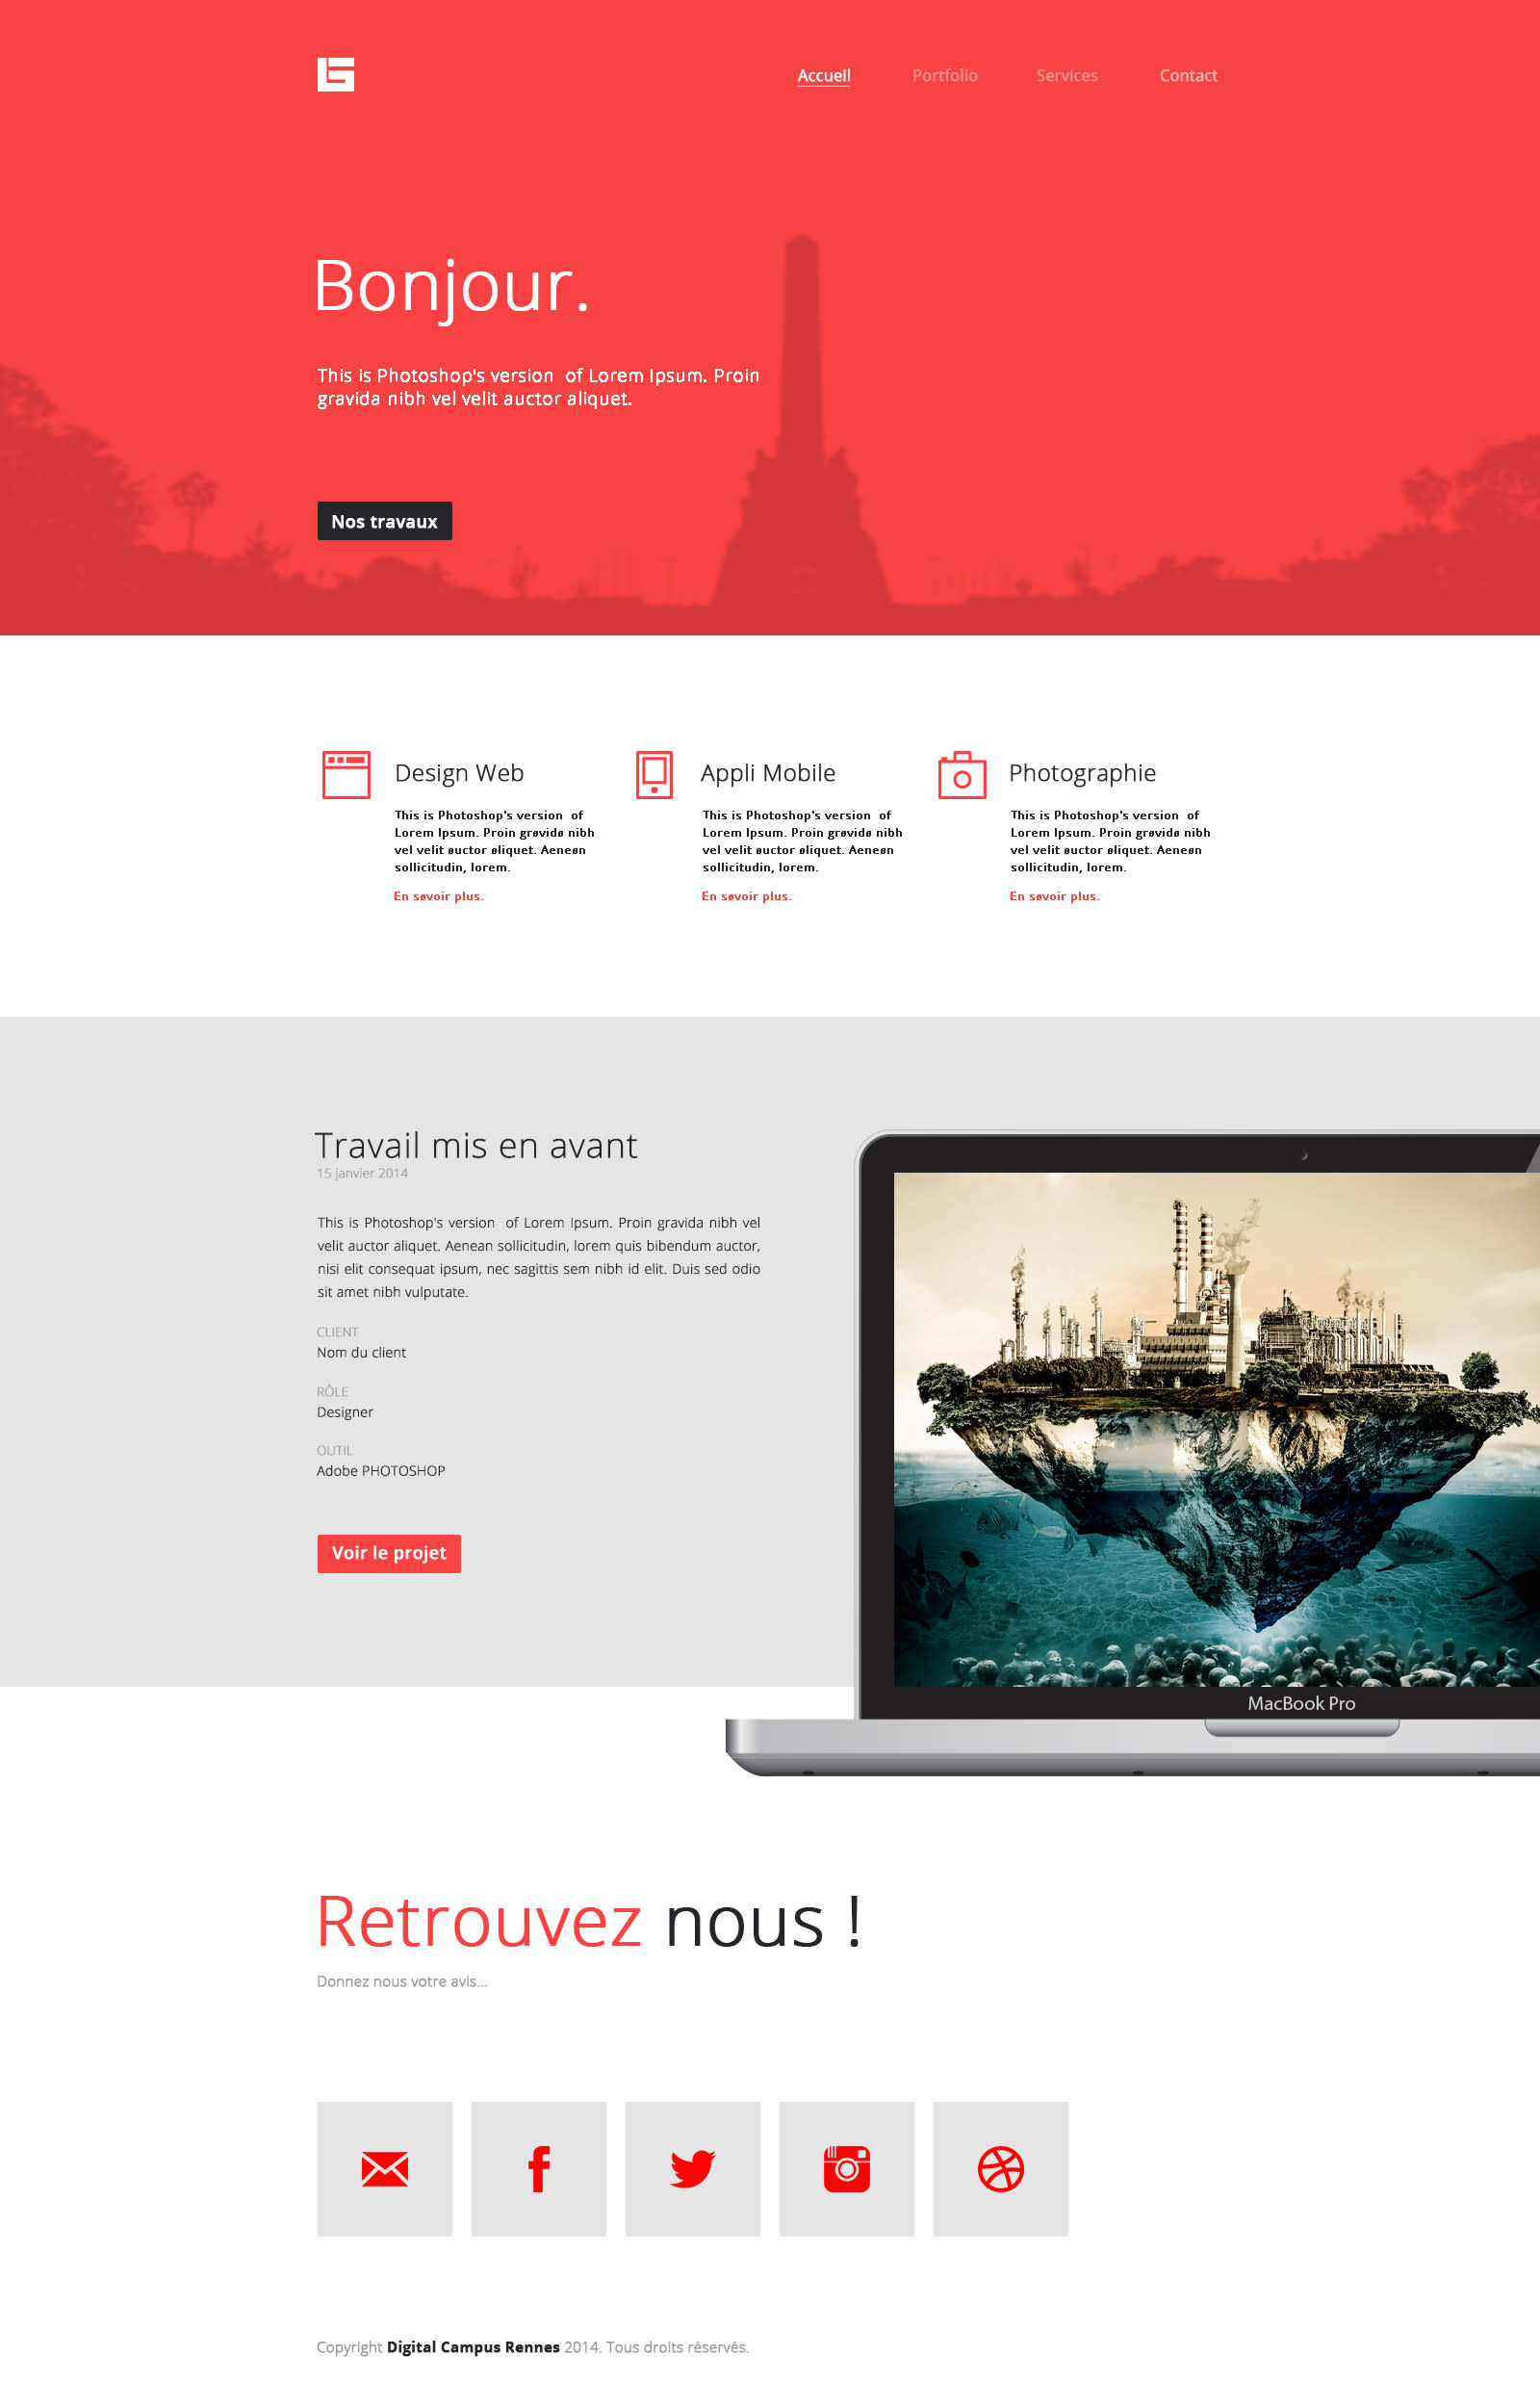 Accueil Portfolio Services Contact
Bonjour.
This is Photoshop's version  of Lorem Ipsum. Proin
gravida nibh vel velit auctor aliquet.
Nos travaux
Design Web
This is Photoshop's version  of
Lorem Ipsum. Proin gravida nibh
vel velit auctor aliquet. Aenean
sollicitudin, lorem.
En savoir plus.
Appli Mobile
This is Photoshop's version  of
Lorem Ipsum. Proin gravida nibh
vel velit auctor aliquet. Aenean
sollicitudin, lorem.
En savoir plus.
Photographie
This is Photoshop's version  of
Lorem Ipsum. Proin gravida nibh
vel velit auctor aliquet. Aenean
sollicitudin, lorem.
En savoir plus.
Travail mis en avant
15 janvier 2014
This is Photoshop's version  of Lorem Ipsum. Proin gravida nibh vel
velit auctor aliquet. Aenean sollicitudin, lorem quis bibendum auctor,
nisi elit consequat ipsum, nec sagittis sem nibh id elit. Duis sed odio
sit amet nibh vulputate.
CLIENT
Nom du client
RÔLE
Designer
OUTIL
Adobe PHOTOSHOP
Voir le projet
MacBook Pro
Retrouvez nous !
Donnez nous votre avis...
Copyright Digital Campus Rennes 2014. Tous droits réservés.